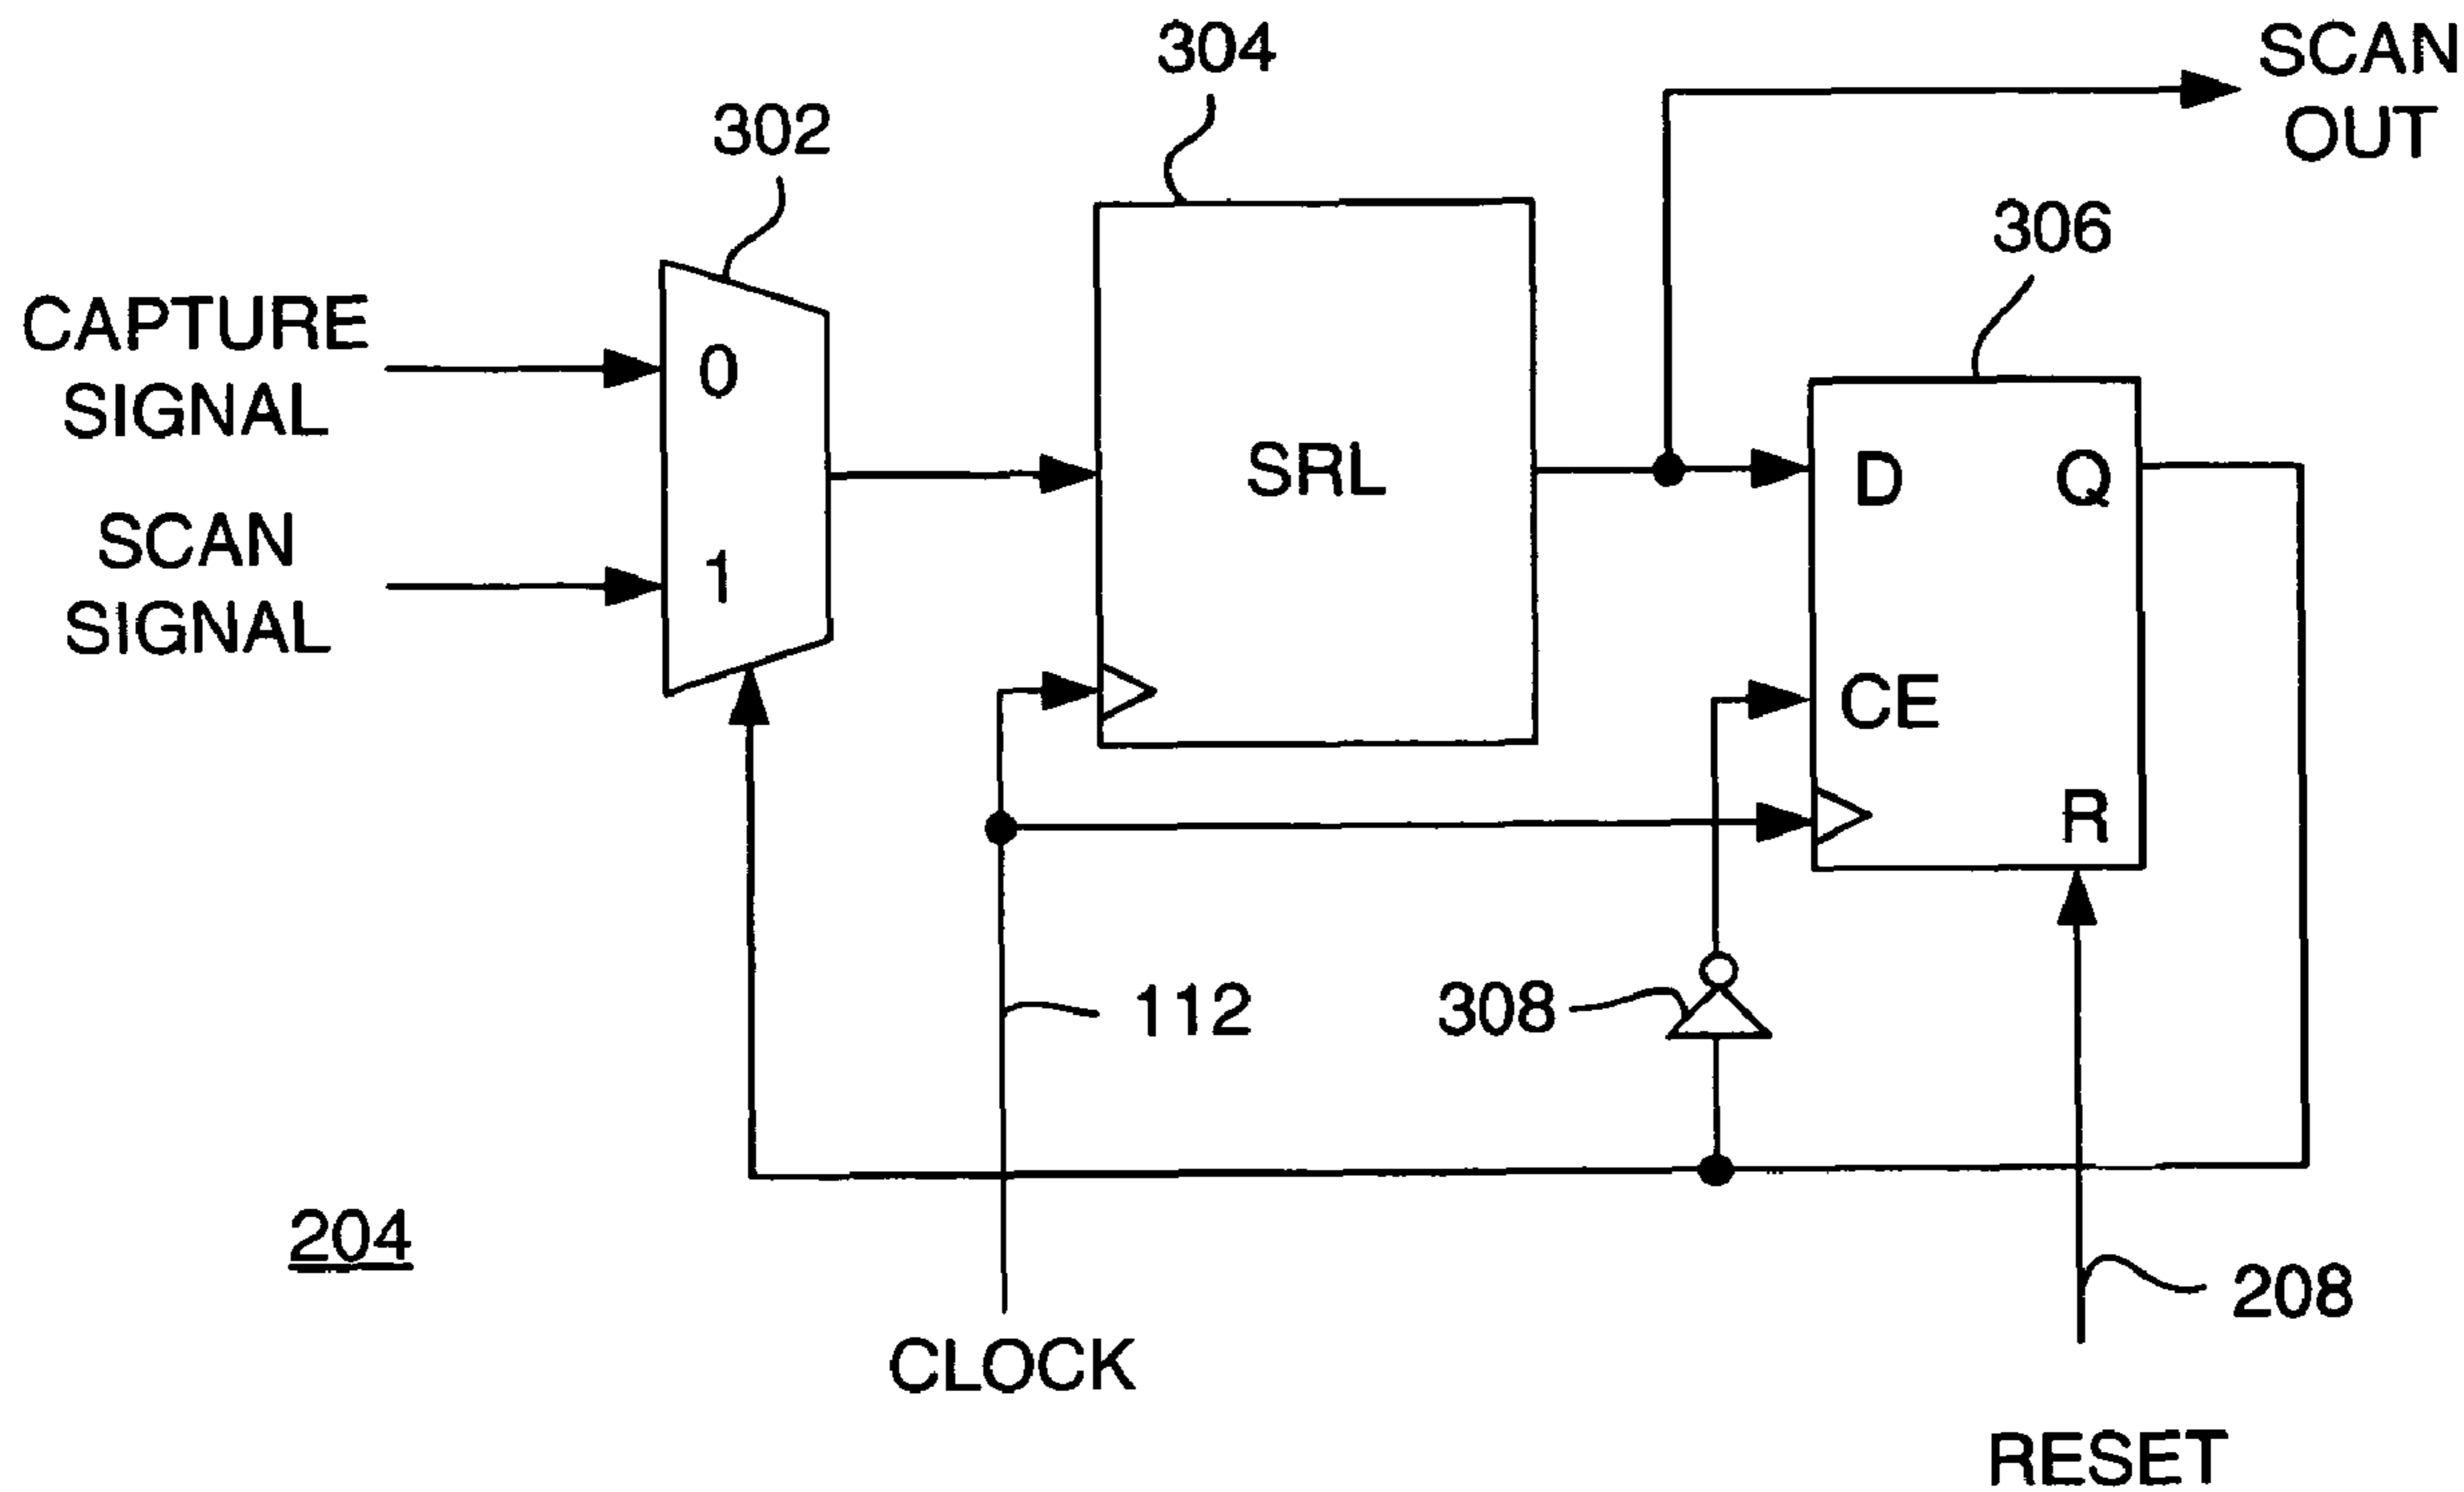 304
SCAN
OUT
302
306
CAPTURE
SIGNAL
0
SCAN
SIGNAL
1
SRL
D
Q
CE
R
112
308
204
208
CLOCK
RESET